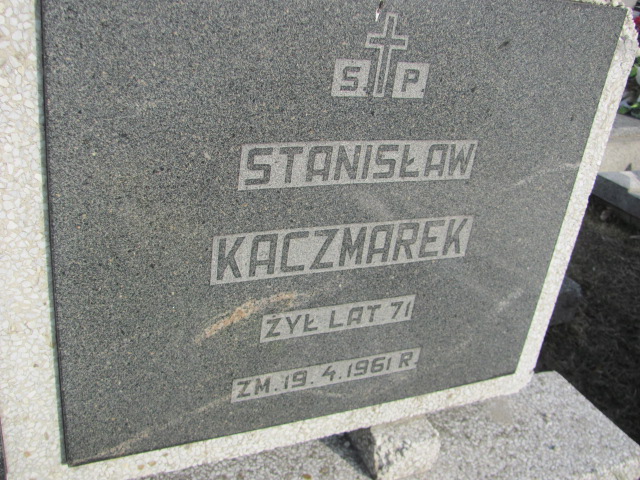 S. P.
STANISŁAW
KACZMAREK
ŻYŁ LAT 71
ZM. 19. 4. 1961 R.